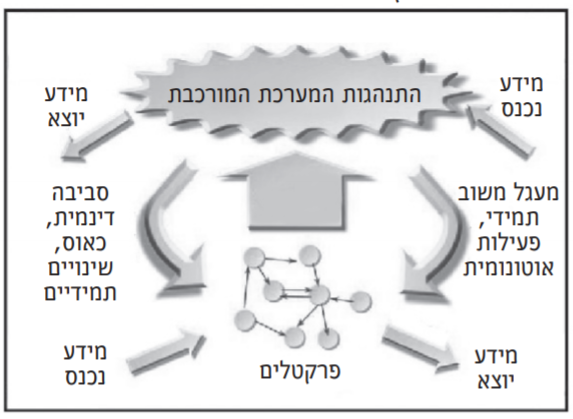 התנהגות המערכת המורכבת
מידע
נכנס
מידע
יוצא
מעגל משוב
תמידי,
פעילות
אוטונומית
סביבה
דינמית,
כאוס,
שינויים
תמידיים
פרקטלים
מידע
יוצא
מידע
נכנס